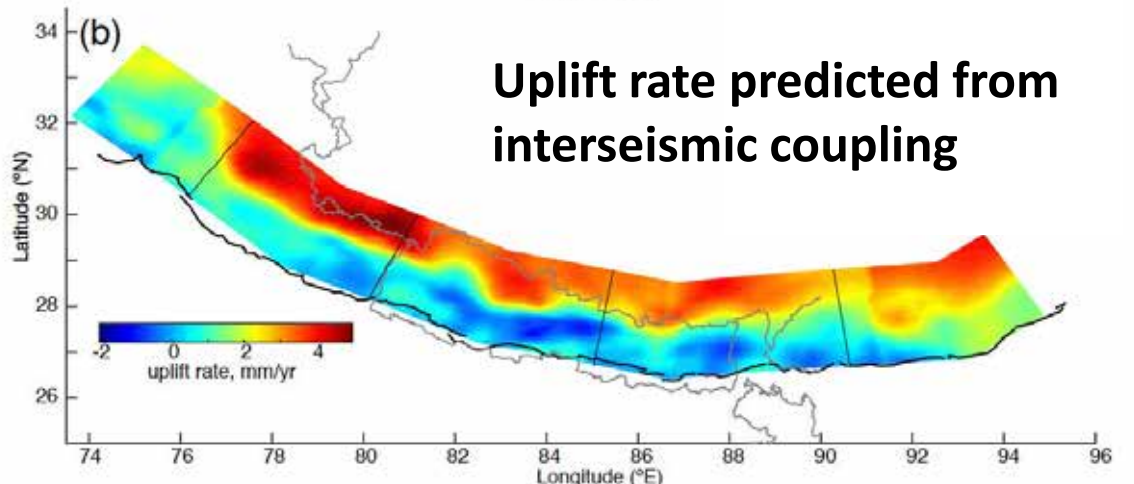 (b)
Uplift rate predicted from
interseismic coupling
34
32
30
28
26
Latitude (°N)
-2 0 2 4
uplift rate, mm/yr
74 76 78 80 82 84 86 88 90 92 94 96
Longitude (°E)